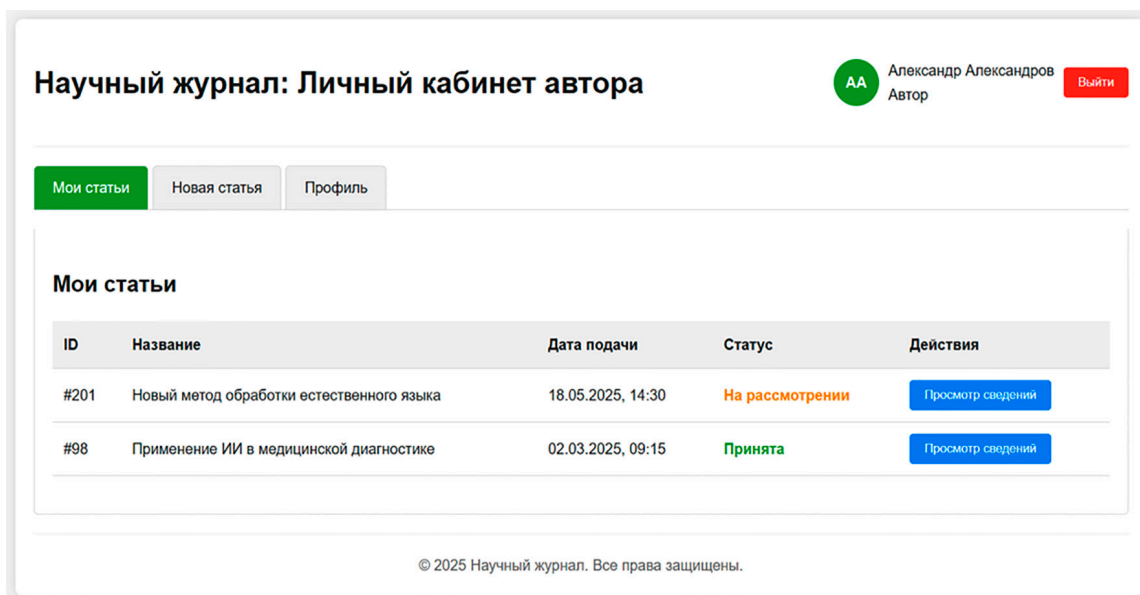 Научный журнал: Личный кабинет автора
АА
Александр Александров
Автор
Выйти
Мои статьи Новая статья Профиль
Мои статьи
ID Название Дата подачи Статус Действия
#201 Новый метод обработки естественного языка 18.05.2025, 14:30 На рассмотрении Просмотр сведений
#98 Применение ИИ в медицинской диагностике 02.03.2025, 09:15 Принята Просмотр сведений
© 2025 Научный журнал. Все права защищены.